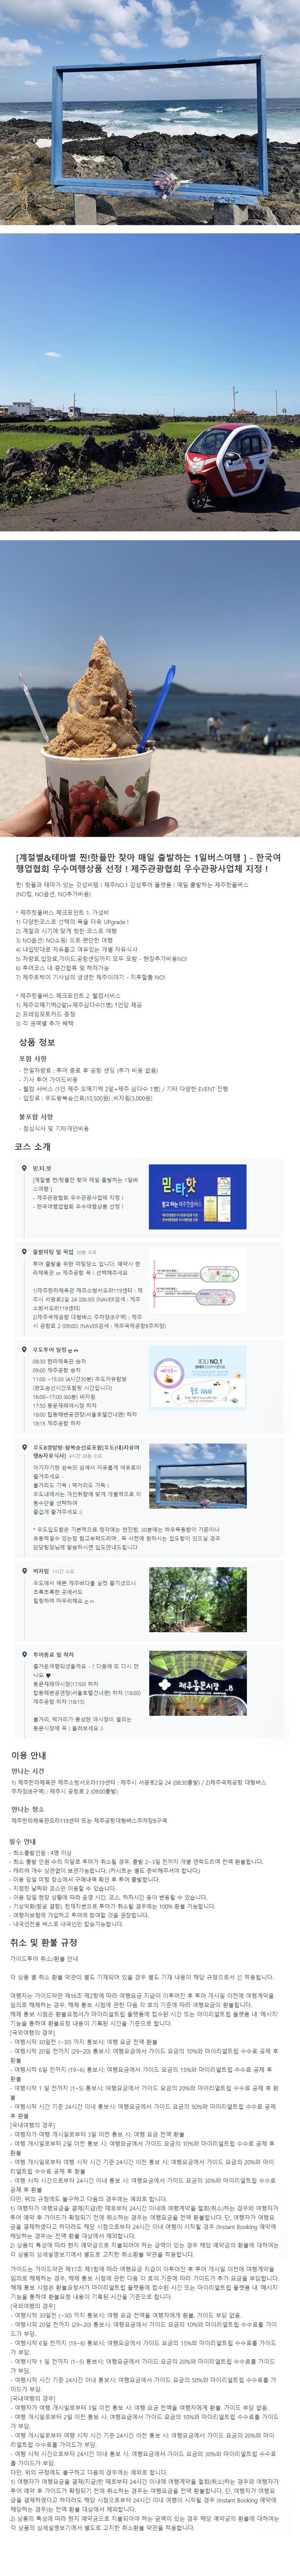 [계절별&테마별 찐!핫플만 찾아 매일 출발하는 1일버스여행 ] - 한국여
행업협회 우수여행상품 선정 ! 제주관광협회 우수관광사업체 지정 !
찐! 핫플과 테마가 있는 갓성비템 ! 제주NO.1 감성투어 플랫폼 ! 매일 출발하는 제주핫플버스
(NO팁, NO옵션, NO추가비용)
* 제주핫플버스 체크포인트 1. 가성비
1) 다양한코스로 선택의 폭을 더욱 UPgrade !
2) 계절과 시기에 맞게 핫한 코스로 여행
3) NO옵션! NO쇼핑! 으로 편안한 여행
4) 내입맛대로 자유롭고 여유있는 개별 자유식사
5) 차량료,입장료,가이드,공항샌딩까지 모두 포함 - 현장추가비용NO!
6) 투어코스 내 중간합류 및 하차가능
7) 제주토박이 기사님의 생생한 제주이야기 - 지루할틈 NO!
* 제주핫플버스 체크포인트 2. 웰컴서비스
1) 제주오메기떡(2알)+제주삼다수(1병) 1인당 제공
2) 프레임포토카드 증정
3) 각 권역별 추가 혜택
상품 정보
포함 사항
- 전일차량료 : 투어 종료 후 공항 샌딩 (추가 비용 없음)
- 기사 투어 가이드비용
- 웰컴 서비스 (1인 제주 오메기떡 2알+제주 삼다수 1병) / 기타 다양한 EVENT 진행
- 입장료 : 우도왕복승선료(10,500원) ,비자림(3,000원)
불포함 사항
- 점심식사 및 기타개인비용
코스 소개
믿.타.핫
[계절별 찐!핫플만 찾아 매일 출발하는 1일버
스여행 ]
- 제주관광협회 우수관광사업체 지정 !
- 한국여행업협회 우수여행상품 선정 !
믿·타·핫
믿고 타는 제주핫플버스
출발미팅 및 픽업 30분 소요
투어 출발을 위한 미팅장소 입니다. 예약시 한
라체육관 or 제주공항 꼭 ! 선택해주세요
1)제주한라체육관 제주소방서오라119센터 : 제
주시 서광로2길 24 (08:30) (NAVER검색 : 제주
소방서오라119센터)
2)제주국제공항 대형버스 주차장(8구역) : 제주
시 공항로 2 (09:00) (NAVER검색 : 제주국제공항8주차장)
우도투어 일정 ღ ෆ
08:30 한라체육관 승차
09:00 제주공항 승차
11:00 ~15:30 (4시간30분) 우도자유탐방
(편도승선시간포함된 시간입니다)
16:00~17:00 (60분) 비자림
17:50 동문재래야시장 하차
18:00 탑동해변공연장(서울호텔건너편) 하차
18:15 제주공항 하차
JEJU NO.1
우도 TOUR
우도8경탐방-왕복승선료포함[우도(내)자유여
행&자유식사] 4시간 30분 소요
아기자기한 섬속의 섬에서 자유롭게 여유로이
즐겨주세요 -
볼거리도 가득 ! 먹거리도 가득 !
우도내에서는 개인취향에 맞게 개별적으로 이
동수단을 선택하여
즐겁게 즐겨주세요 :)
* 우도입도항은 기본적으로 정각에는 천진항, 30분에는 하우목동항이 기준이나
유동적일수 있는점 참고부탁드리며 , 꼭 사전에 원하시는 입도항이 있으실 경우
담당팀장님께 말씀하시면 입도안내드립니다
비자림 1시간 소요
우도에서 예쁜 제주바다를 실컷 즐기셨으니
초록초록한 곳에서도
힐링하며 마무리해요 ღ ෆ
투어종료 및 하차
즐거운여행되셨을까요 - ? 다음에 또 다시 만
나요 ♥
동문재래야시장(17:50) 하차
탑동해변공연장(서울호텔건너편) 하차 (18:00)
제주공항 하차 (18:15)
볼거리, 먹거리가 풍성한 야시장이 열리는
동문시장에 꼭 ! 들려보세요 :)
제주동문시장 8
이용 안내
만나는 시간
1) 제주한라체육관 제주소방서오라119센터 : 제주시 서광로2길 24 (08:30출발) / 2)제주국제공항 대형버스
주차장(8구역) : 제주시 공항로 2 (09:00출발)
만나는 장소
제주한라체육관오라119센터 또는 제주공항대형버스주차장8구역
필수 안내
- 최소출발인원 : 4명 이상
- 최소 출발 인원 수의 미달로 투어가 취소될 경우, 출발 2~3일 전까지 개별 연락드리며 전액 환불됩니다.
- 캐리어 개수 상관없이 보관가능합니다. (카시트는 별도 준비해주셔야 합니다.)
- 이용 당일 미팅 장소에서 구매내역 확인 후 투어 출발합니다.
- 지정한 날짜와 코스만 이용할 수 있습니다.
- 이용 당일 현장 상황에 따라 운영 시간, 코스, 하차시간 등이 변동될 수 있습니다.
- 기상악화(항공 결항), 천재지변으로 투어가 취소될 경우에는 100% 환불 가능합니다.
- 여행자보험에 가입하고 투어에 참여할 것을 권장합니다.
- 내국인전용 버스로 내국인만 탑승가능합니다.
취소 및 환불 규정
가이드투어 취소/환불 안내
각 상품 별 취소 환불 약관이 별도 기재되어 있을 경우 별도 기재 내용이 해당 규정으로서 선 적용됩니다.
여행자는 가이드약관 제16조 제2항에 따라 여행요금 지급이 이루어진 후 투어 개시일 이전에 여행계약을
임의로 해제하는 경우, 해제 통보 시점에 관한 다음 각 호의 기준에 따라 여행요금이 환불됩니다.
해제 통보 시점은 환불요청서가 마이리얼트립 플랫폼에 접수된 시간 또는 마이리얼트립 플랫폼 내 '메시지'
기능을 통하여 환불요청 내용이 기록된 시간을 기준으로 합니다.
[국외여행의 경우]
- 여행시작 30일전 (~30) 까지 통보시: 여행 요금 전액 환불
- 여행시작 20일 전까지 (29~20) 통보시: 여행요금에서 가이드 요금의 10%와 마이리얼트립 수수료 공제 후
환불
- 여행시작 6일 전까지 (19~6) 통보시: 여행요금에서 가이드 요금의 15%와 마이리얼트립 수수료 공제 후
환불
- 여행시작 1 일 전까지 (1~5) 통보시: 여행요금에서 가이드 요금의 20%와 마이리얼트립 수수료 공제 후 환
불
- 여행시작 시간 기준 24시간 이내 통보시: 여행요금에서 가이드 요금의 50%와 마이리얼트립 수수료 공제
후 환불
[국내여행의 경우]
- 여행자가 여행 개시일로부터 3일 이전 통보 시: 여행 요금 전액 환불
- 여행 개시일로부터 2일 이전 통보 시: 여행요금에서 가이드 요금의 10%와 마이리얼트립 수수료 공제 후
환불
- 여행 개시일로부터 여행 시작 시간 기준 24시간 이전 통보 시: 여행요금에서 가이드 요금의 20%와 마이
리얼트립 수수료 공제 후 환불
- 여행 시작 시간으로부터 24시간 이내 통보 시: 여행요금에서 가이드 요금의 30%와 마이리얼트립 수수료
공제 후 환불
다만, 위의 규정에도 불구하고 다음의 경우에는 예외로 합니다.
1) 여행자가 여행요금을 결제(지급)한 때로부터 24시간 이내에 여행계약을 철회(취소)하는 경우와 여행자가
투어 예약 후 가이드가 확정되기 전에 취소하는 경우는 여행요금을 전액 환불합니다. 단, 여행자가 여행요
금을 결제하였다고 하더라도 해당 시점으로부터 24시간 이내 여행이 시작될 경우 (Instant Booking 예약에
해당하는 경우)는 전액 환불 대상에서 제외합니다.
2) 상품의 특성에 따라 현지 예약금으로 지불되어야 하는 금액이 있는 경우 해당 예약금의 환불에 대하여는
각 상품의 상세설명보기에서 별도로 고지한 취소환불 약관을 적용합니다.
가이드는 가이드약관 제17조 제1항에 따라 여행요금 지급이 이루어진 후 투어 개시일 이전에 여행계약을
임의로 해제하는 경우, 해제 통보 시점에 관한 다음 각 호의 기준에 따라 가이드가 추가 요금을 부담합니다.
해제 통보 시점은 환불요청서가 마이리얼트립 플랫폼에 접수된 시간 또는 마이리얼트립 플랫폼 내 '메시지'
기능을 통하여 환불요청 내용이 기록된 시간을 기준으로 합니다.
[국외여행의 경우]
- 여행시작 30일전 (~30) 까지 통보시: 여행 요금 전액을 여행자에게 환불, 가이드 부담 없음.
- 여행시작 20일 전까지 (29~20) 통보시: 여행요금에서 가이드 요금의 10%와 마이리얼트립 수수료를 가이
드가 부담.
- 여행시작 6일 전까지 (19~6) 통보시: 여행요금에서 가이드 요금의 15%와 마이리얼트립 수수료를 가이드
가 부담.
- 여행시작 1 일 전까지 (1~5) 통보시: 여행요금에서 가이드 요금의 20%와 마이리얼트립 수수료를 가이드
가 부담.
- 여행시작 시간 기준 24시간 이내 통보시: 여행요금에서 가이드 요금의 50%와 마이리얼트립 수수료를 가
이드가 부담.
[국내여행의 경우]
- 여행자가 여행 개시일로부터 3일 이전 통보 시: 여행 요금 전액을 여행자에게 환불, 가이드 부담 없음.
- 여행 개시일로부터 2일 이전 통보 시: 여행요금에서 가이드 요금의 10%와 마이리얼트립 수수료를 가이드
가 부담.
- 여행 개시일로부터 여행 시작 시간 기준 24시간 이전 통보 시: 여행요금에서 가이드 요금의 20%와 마이
리얼트립 수수료를 가이드가 부담.
- 여행 시작 시간으로부터 24시간 이내 통보 시: 여행요금에서 가이드 요금의 30%와 마이리얼트립 수수료
를 가이드가 부담.
다만, 위의 규정에도 불구하고 다음의 경우에는 예외로 합니다.
1) 여행자가 여행요금을 결제(지급)한 때로부터 24시간 이내에 여행계약을 철회(취소)하는 경우와 여행자가
투어 예약 후 가이드가 확정되기 전에 취소하는 경우는 여행요금을 전액 환불합니다. 단, 여행자가 여행요
금을 결제하였다고 하더라도 해당 시점으로부터 24시간 이내 여행이 시작될 경우 (Instant Booking 예약에
해당하는 경우)는 전액 환불 대상에서 제외합니다.
2) 상품의 특성에 따라 현지 예약금으로 지불되어야 하는 금액이 있는 경우 해당 예약금의 환불에 대하여는
각 상품의 상세설명보기에서 별도로 고지한 취소환불 약관을 적용합니다.